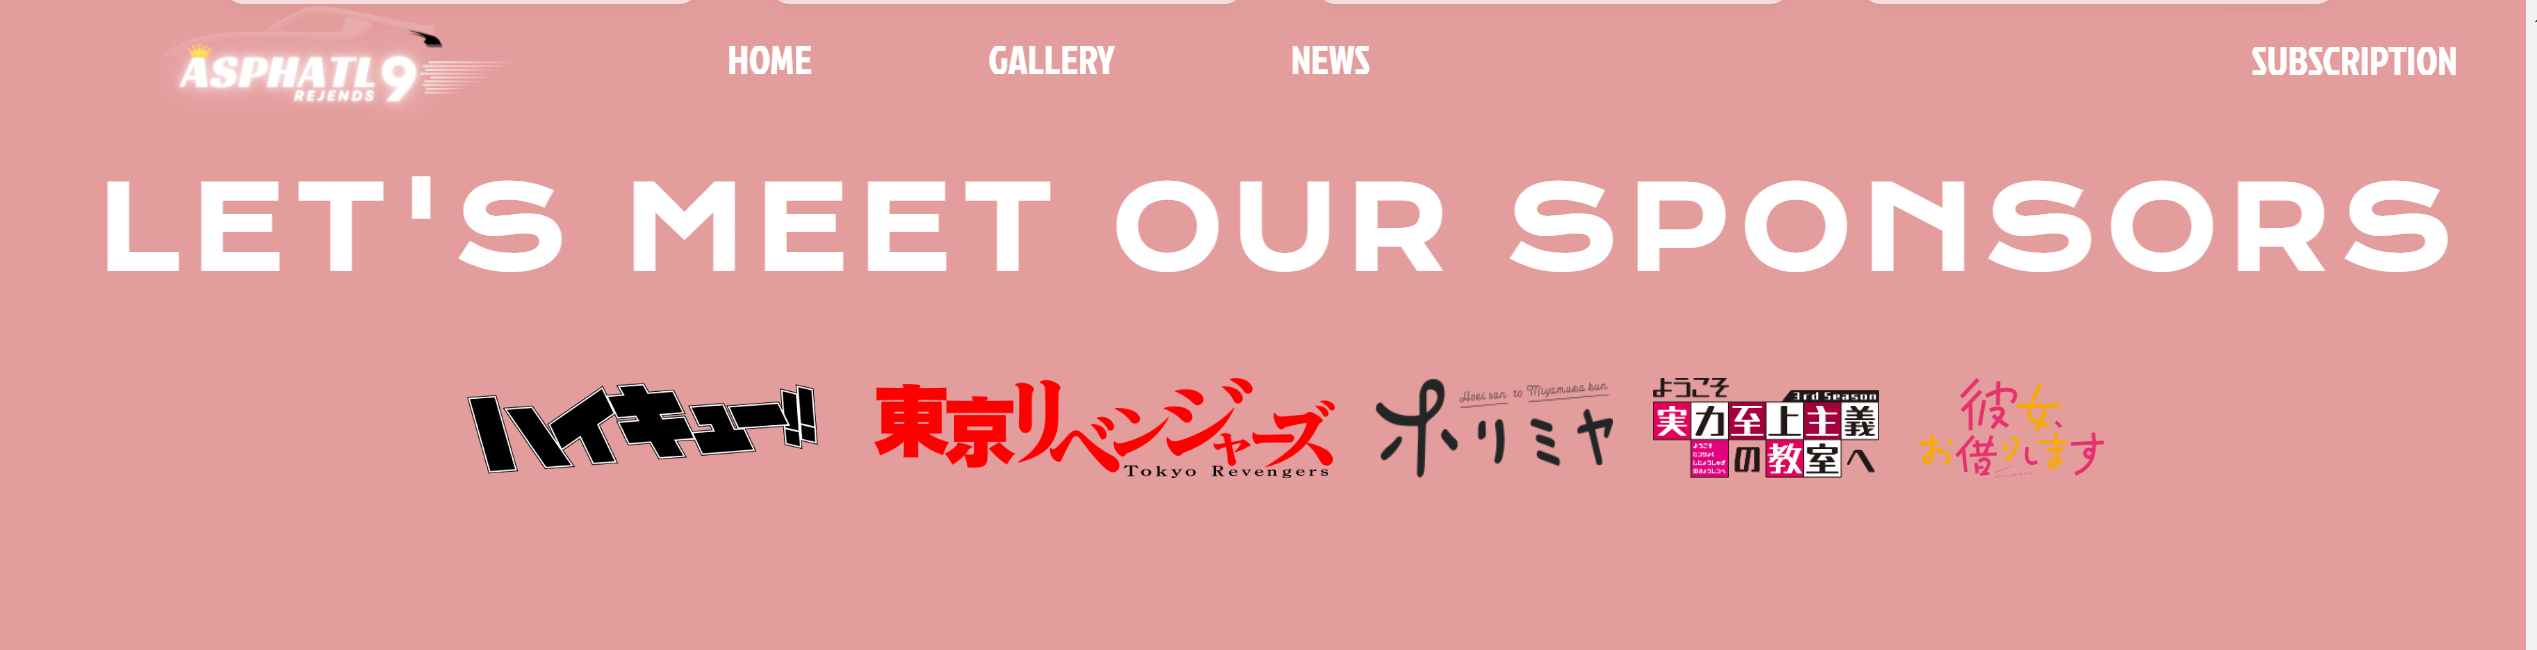 ASPHATL 9
REJENDS
HOME
GALLERY
NEWS
SUBSCRIPTION
LET'S MEET OUR SPONSORS
ハイキュー!!
東京リベンジャーズ
Tokyo Revengers
Hori san to Miyamura kun
ホリミヤ
ようこそ
3rd Season
実力至上主義
の教室へ
彼女、
お借りします